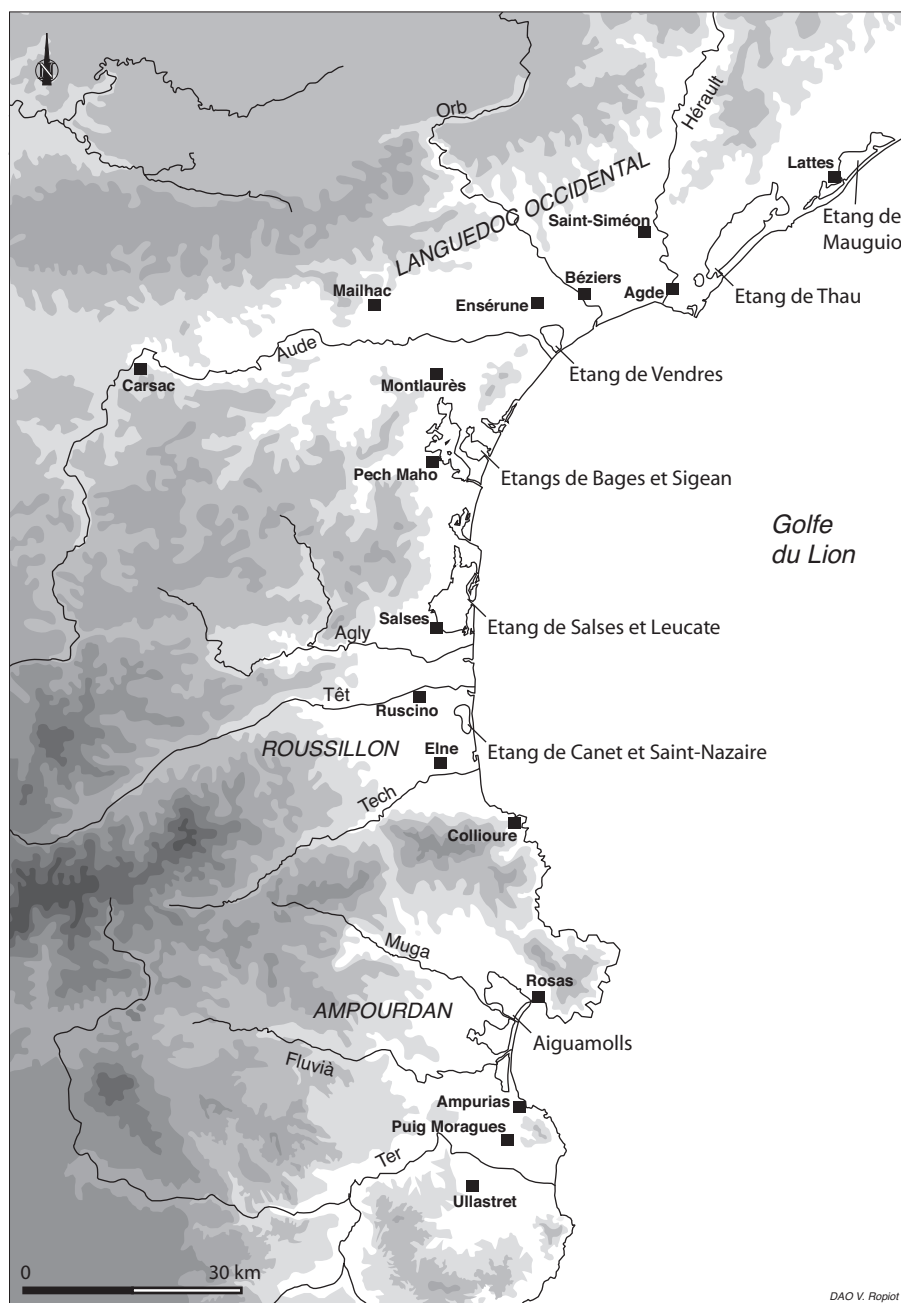 N
Orb
Hérault
Lattes
LANGUEDOC OCCIDENTAL
Etang de
Mauguio
Saint-Siméon
Béziers
Agde
Mailhac
Ensérune
Etang de Thau
Aude
Carsac
Montlaurès
Etang de Vendres
Pech Maho
Etangs de Bages et Sigean
Golfe
du Lion
Salses
Etang de Salses et Leucate
Agly
Têt
Ruscino
ROUSSILLON
Elne
Etang de Canet et Saint-Nazaire
Tech
Collioure
Muga
Rosas
AMPOURDAN
Aiguamolls
Fluvià
Ampurias
Puig Moragues
Ter
Ullastret
0 30 km
DAO V. Ropiot